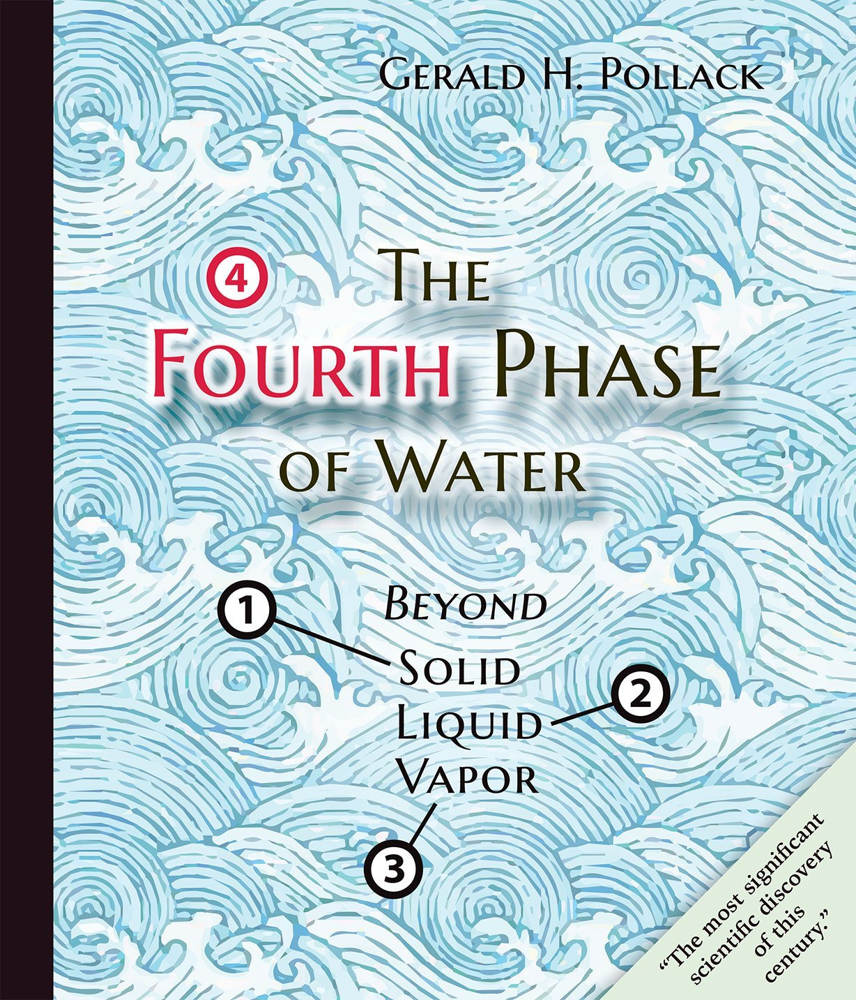 GERALD H. POLLACK
4
THE
FOURTH PHASE
OF WATER
1
BEYOND
SOLID
2
LIQUID
VAPOR
3
“The most significant
scientific discovery
of this
century.”